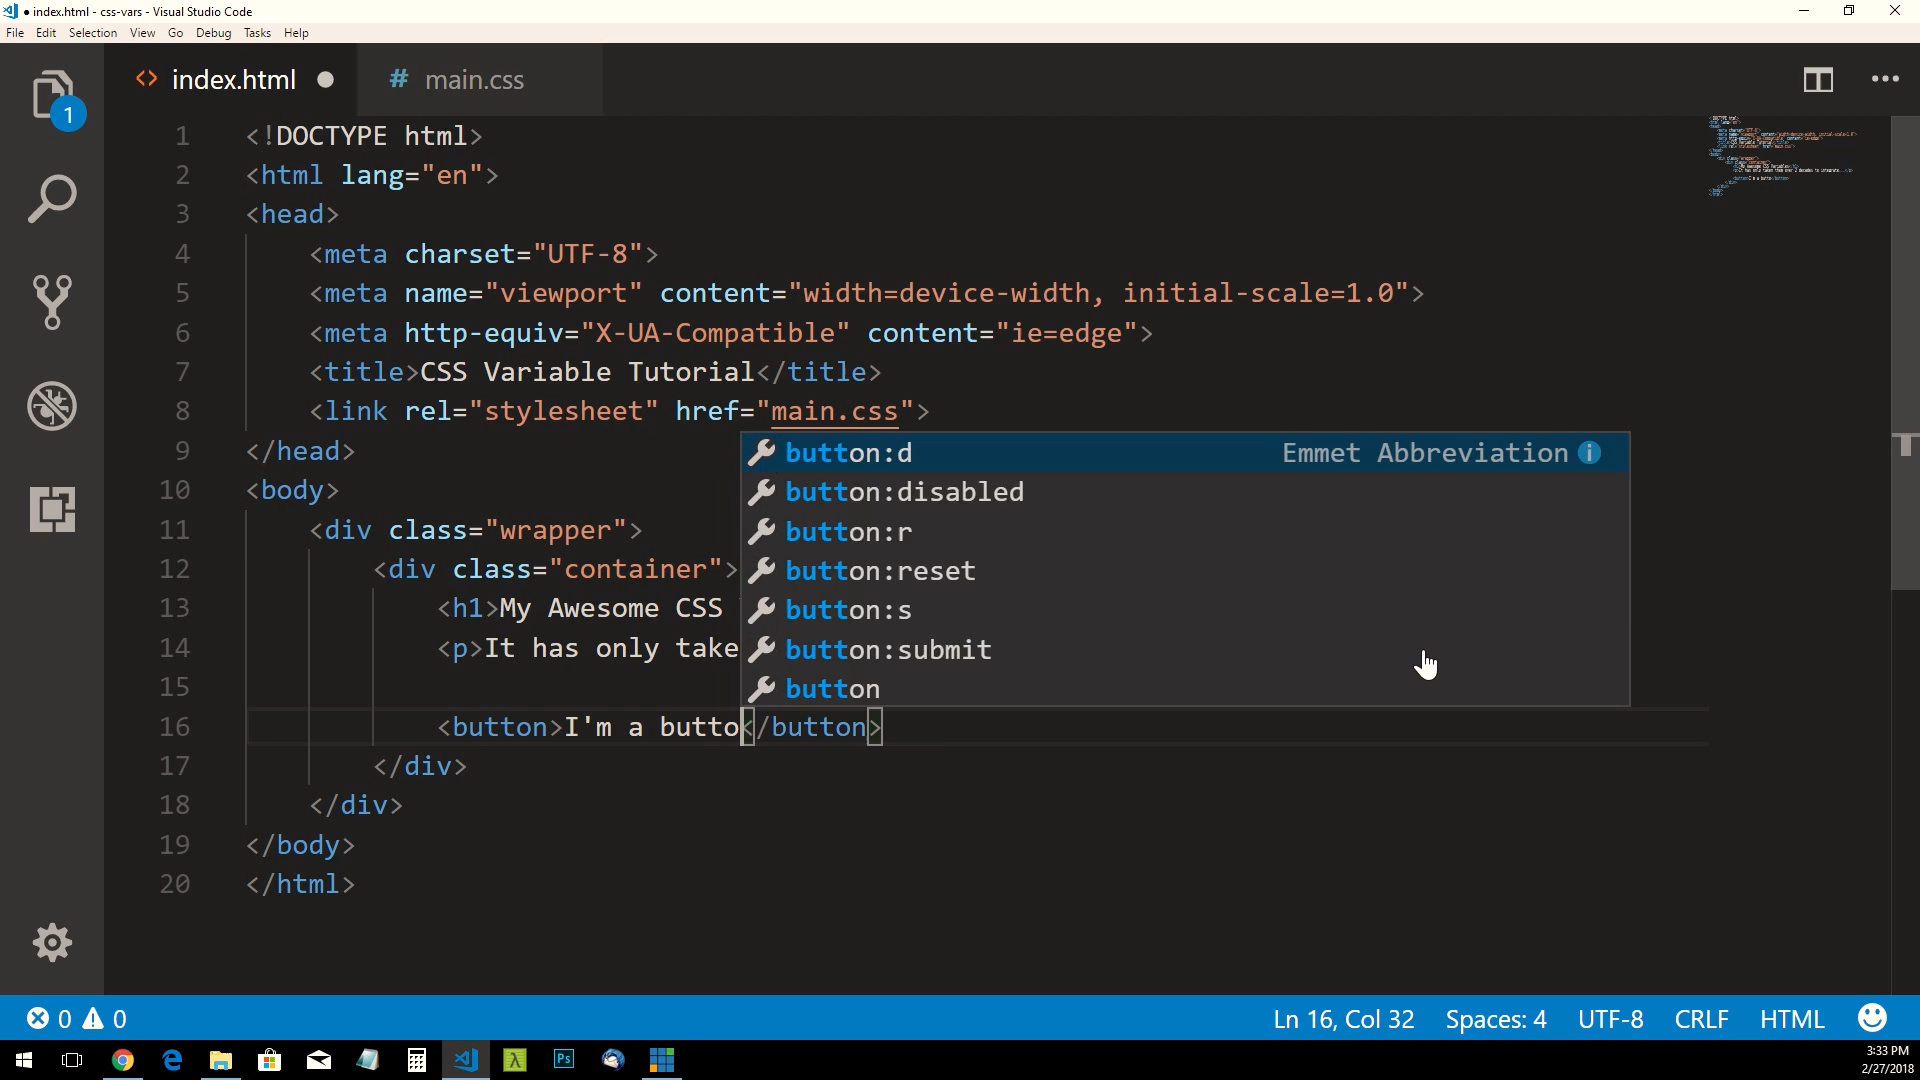 index.html - css-vars - Visual Studio Code
File Edit Selection View Go Debug Tasks Help
1
<> index.html
# main.css
1 <!DOCTYPE html>
2 <html lang="en">
3 <head>
4 <meta charset="UTF-8">
5 <meta name="viewport" content="width=device-width, initial-scale=1.0">
6 <meta http-equiv="X-UA-Compatible" content="ie=edge">
7 <title>CSS Variable Tutorial</title>
8 <link rel="stylesheet" href="main.css">
9 </head>
10 <body>
11 <div class="wrapper">
12 <div class="container">
13 <h1>My Awesome CSS
14 <p>It has only take
15
16 <button>I'm a butto</button>
17 </div>
18 </div>
19 </body>
20 </html>
button:d Emmet Abbreviation
button:disabled
button:r
button:reset
button:s
button:submit
button
0 0
Ln 16, Col 32 Spaces: 4 UTF-8 CRLF HTML
Ps
3:33 PM
2/27/2018